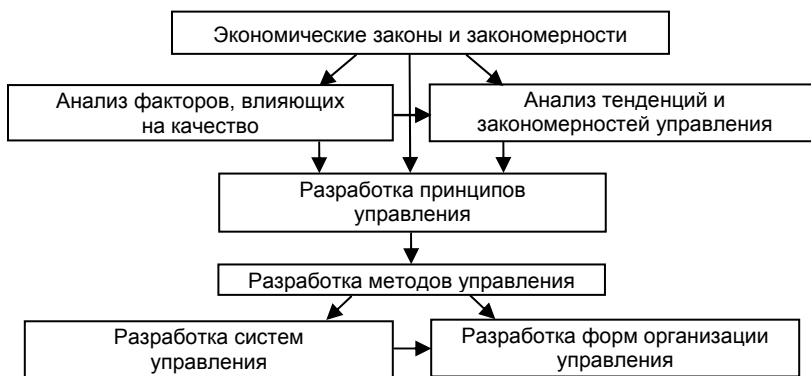 Экономические законы и закономерности
Анализ факторов, влияющих
на качество
Анализ тенденций и
закономерностей управления
Разработка принципов
управления
Разработка методов управления
Разработка систем
управления
Разработка форм организации
управления